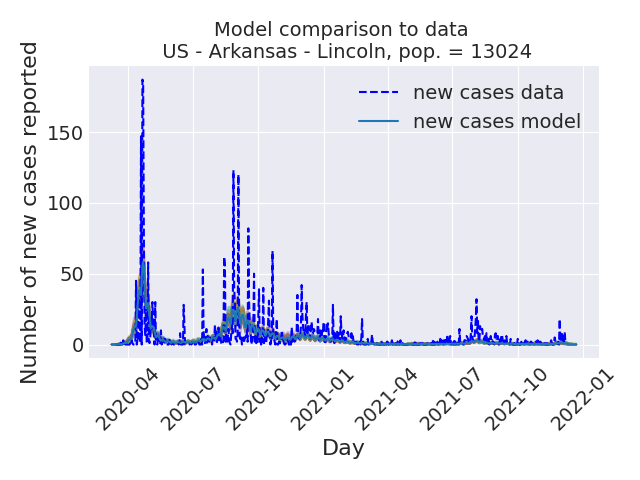 Model comparison to data
US - Arkansas - Lincoln, pop. = 13024
Number of new cases reported
150
100
50
0
new cases data
new cases model
2020-04
2020-07
2020-10
2021-01
2021-04
2021-07
2021-10
2022-01
Day